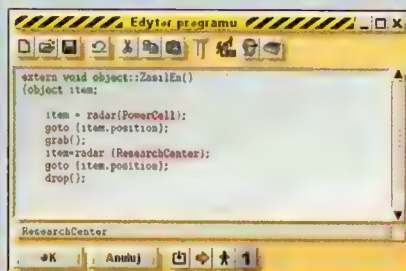 Edytor programu
extern void object::ZasilEn()
{object item;
item = radar(PowerCell);
goto (item.position);
grab();
item=radar (ResearchCenter);
goto (item.position);
drop();
ResearchCenter
OK Anuluj 1